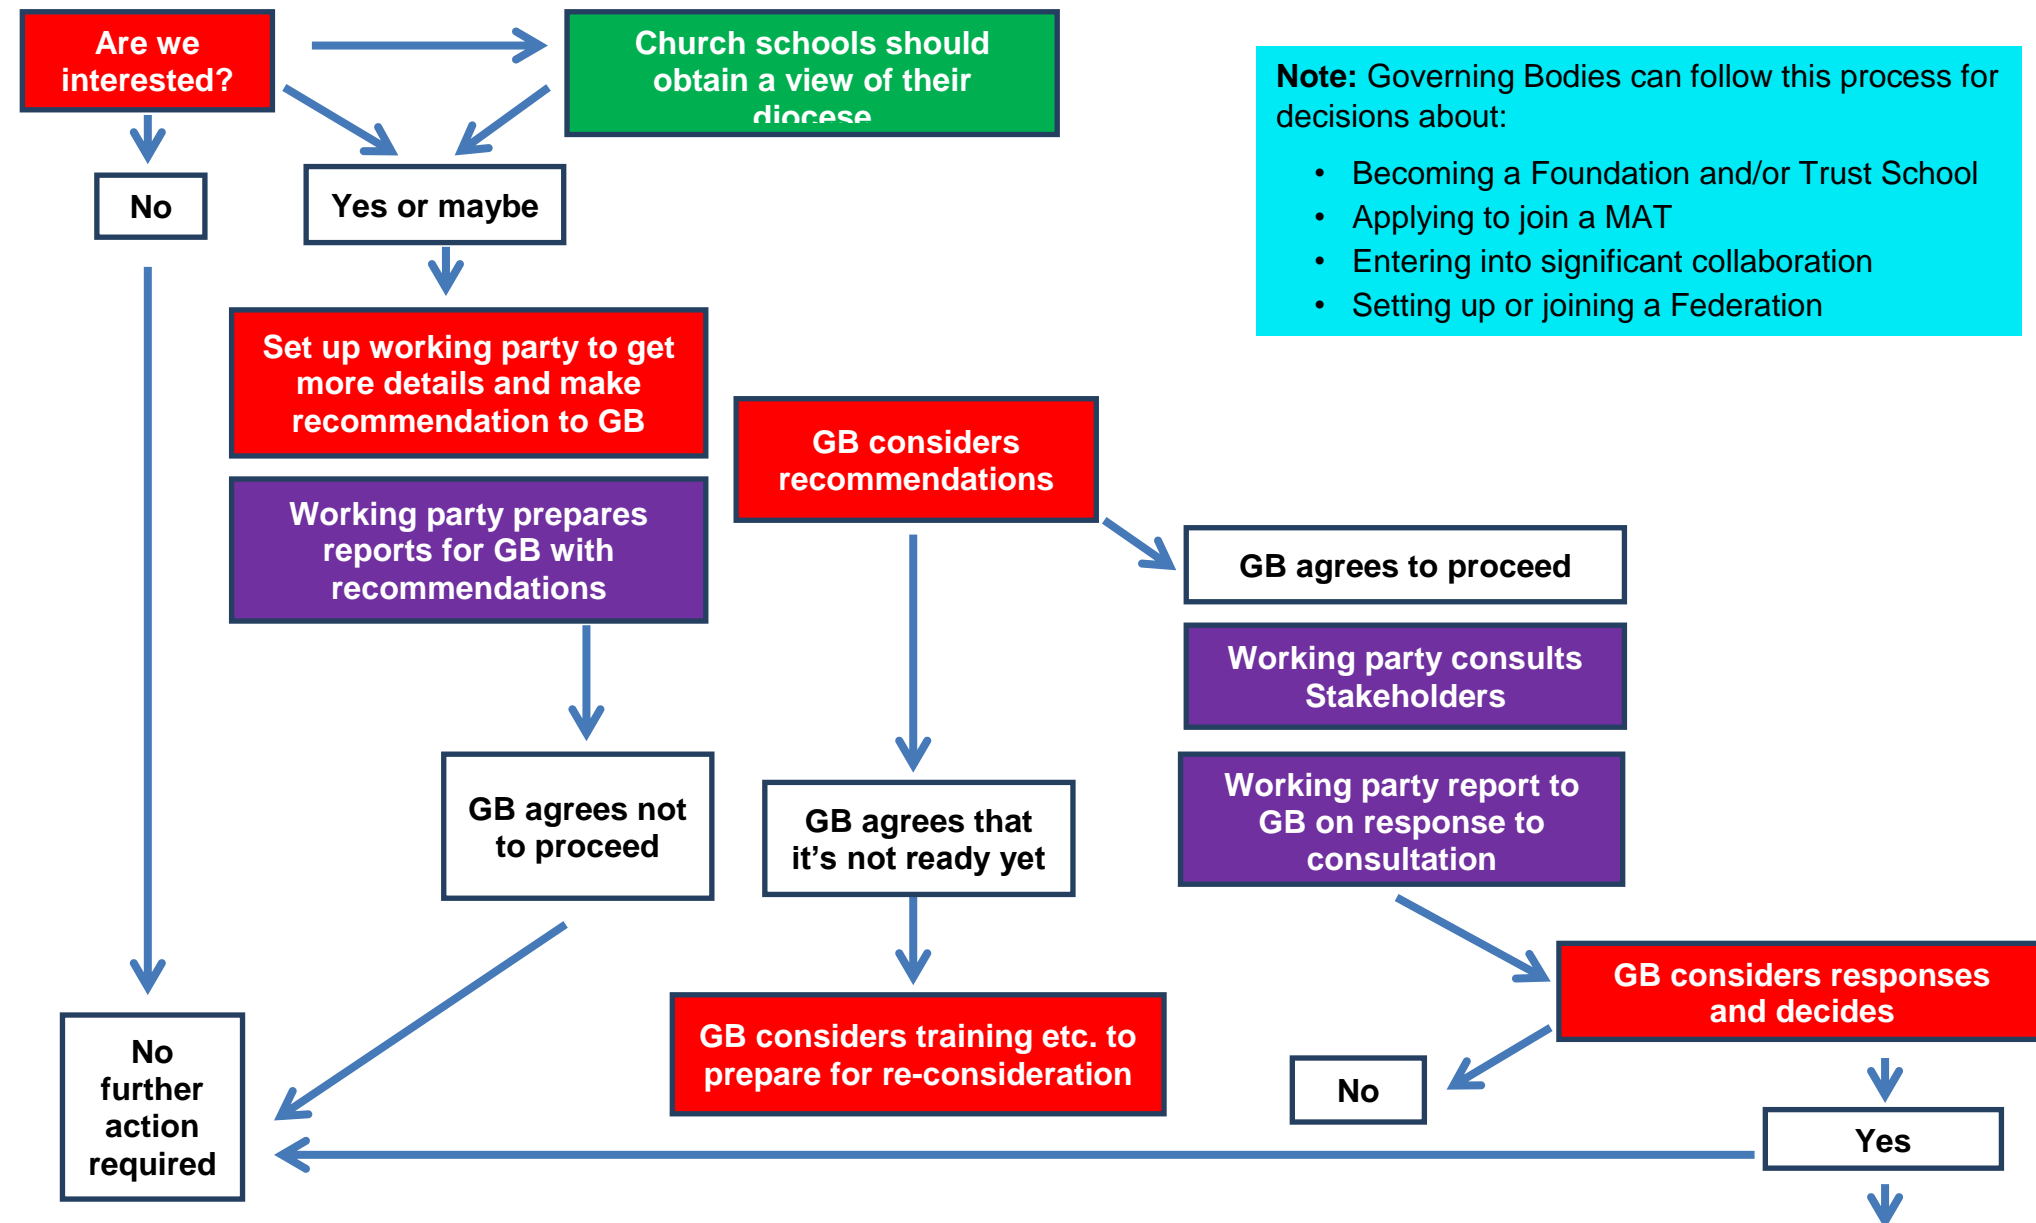 Are we
interested?
Church schools should
obtain a view of their
diocese
Note: Governing Bodies can follow this process for
decisions about:
• Becoming a Foundation and/or Trust School
• Applying to join a MAT
• Entering into significant collaboration
• Setting up or joining a Federation
No
Yes or maybe
Set up working party to get
more details and make
recommendation to GB
GB considers
recommendations
Working party prepares
reports for GB with
recommendations
GB agrees to proceed
Working party consults
Stakeholders
GB agrees not
to proceed
GB agrees that
it's not ready yet
Working party report to
GB on response to
consultation
GB considers responses
and decides
No
further
action
required
GB considers training etc. to
prepare for re-consideration
No
Yes